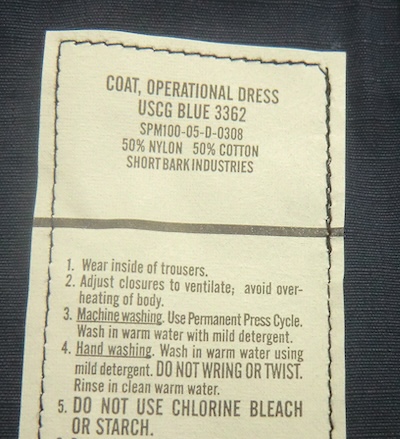 COAT, OPERATIONAL DRESS
USCG BLUE 3362
SPM100-05-D-0308
50% NYLON 50% COTTON
SHORT BARK INDUSTRIES
1. Wear inside of trousers.
2. Adjust closures to ventilate; avoid over-
heating of body.
3. Machine washing. Use Permanent Press Cycle.
Wash in warm water with mild detergent.
4. Hand washing. Wash in warm water using
mild detergent. DO NOT WRING OR TWIST.
Rinse in clean warm water.
5. DO NOT USE CHLORINE BLEACH
OR STARCH.